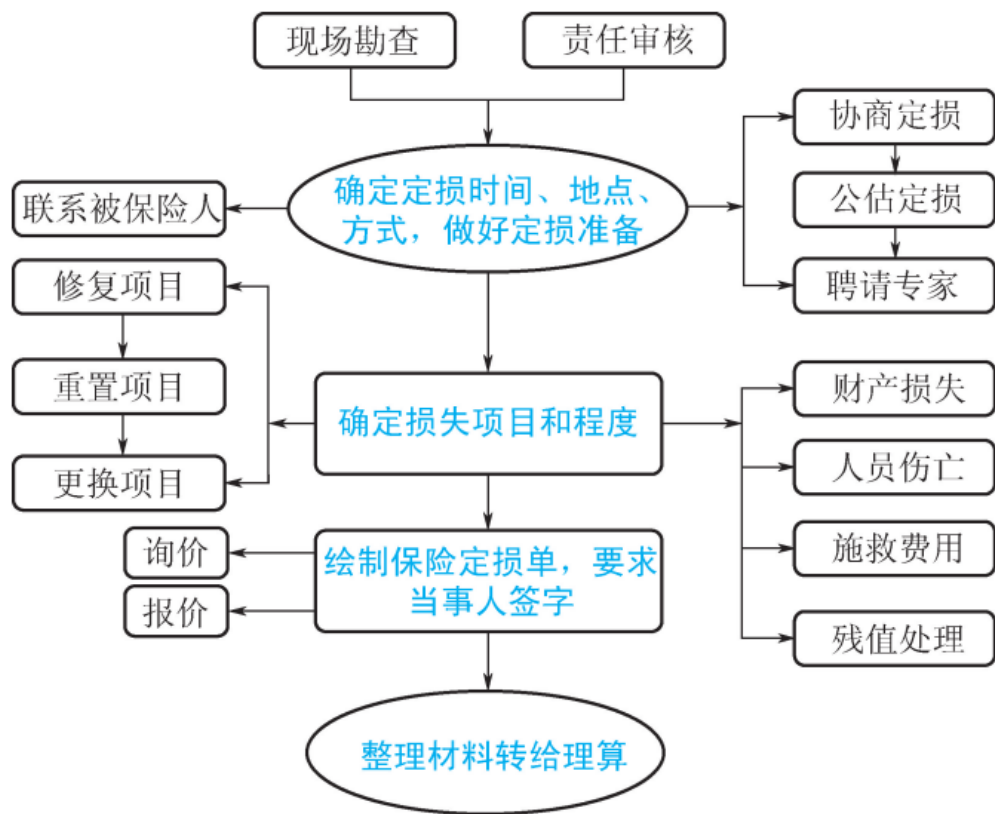 现场勘查
责任审核
协商定损
确定定损时间、地点、
方式，做好定损准备
联系被保险人
公估定损
聘请专家
修复项目
重置项目
更换项目
确定损失项目和程度
财产损失
人员伤亡
施救费用
残值处理
询价
报价
绘制保险定损单，要求
当事人签字
整理材料转给理算